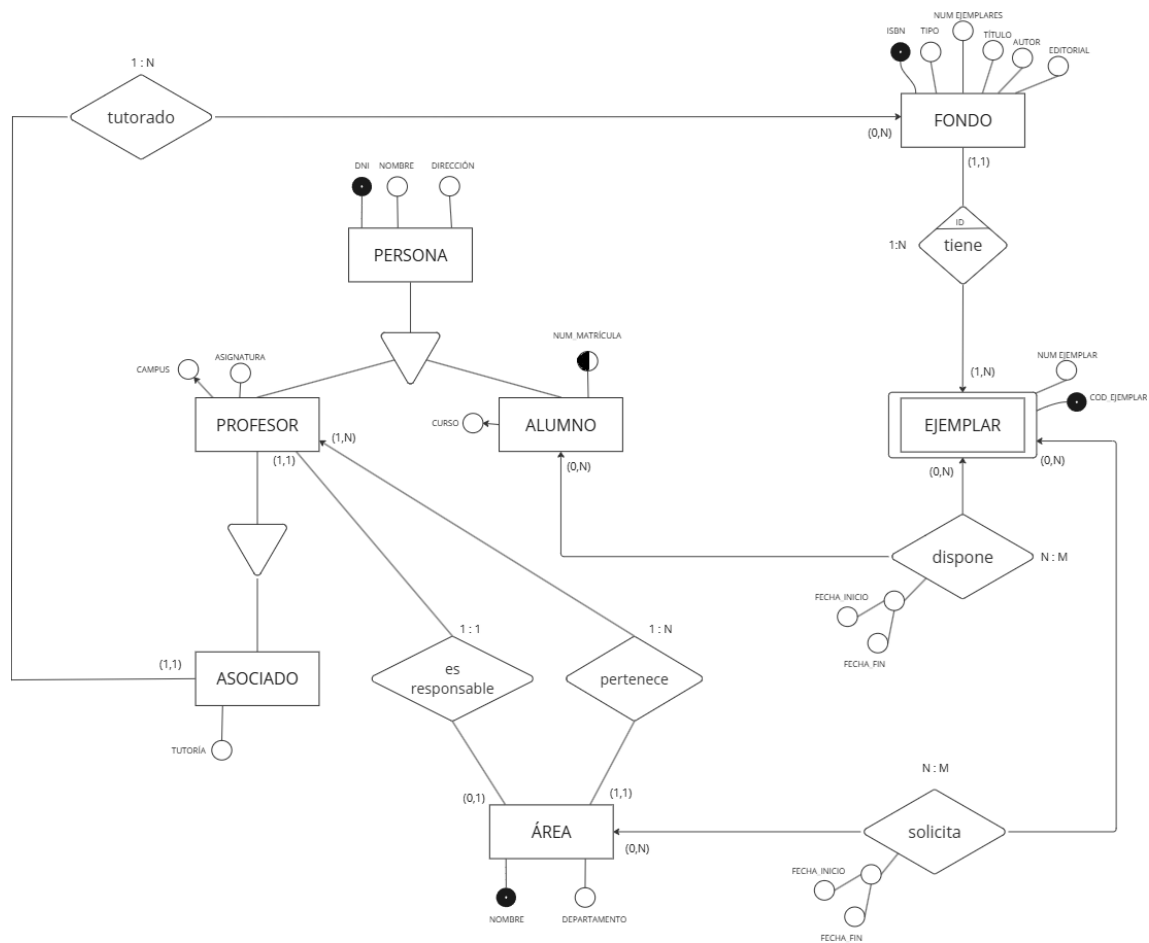 NUM EJEMPLARES
ISBN
TIPO
TÍTULO
AUTOR
EDITORIAL
1 : N
tutorado
FONDO
(0,N)
(1,1)
DNI
NOMBRE
DIRECCIÓN
PERSONA
ID
tiene
1:N
NUM_MATRÍCULA
CAMPUS
ASIGNATURA
NUM EJEMPLAR
(1,N)
COD_EJEMPLAR
PROFESOR
CURSO
ALUMNO
EJEMPLAR
(1,N)
(1,1)
(0,N)
(0,N)
(0,N)
dispone
N : M
FECHA_INICIO
FECHA_FIN
1 : 1
1 : N
(1,1)
ASOCIADO
es
responsable
pertenece
TUTORÍA
N : M
(0,1)
(1,1)
ÁREA
(0,N)
solicita
FECHA_INICIO
FECHA_FIN
NOMBRE
DEPARTAMENTO